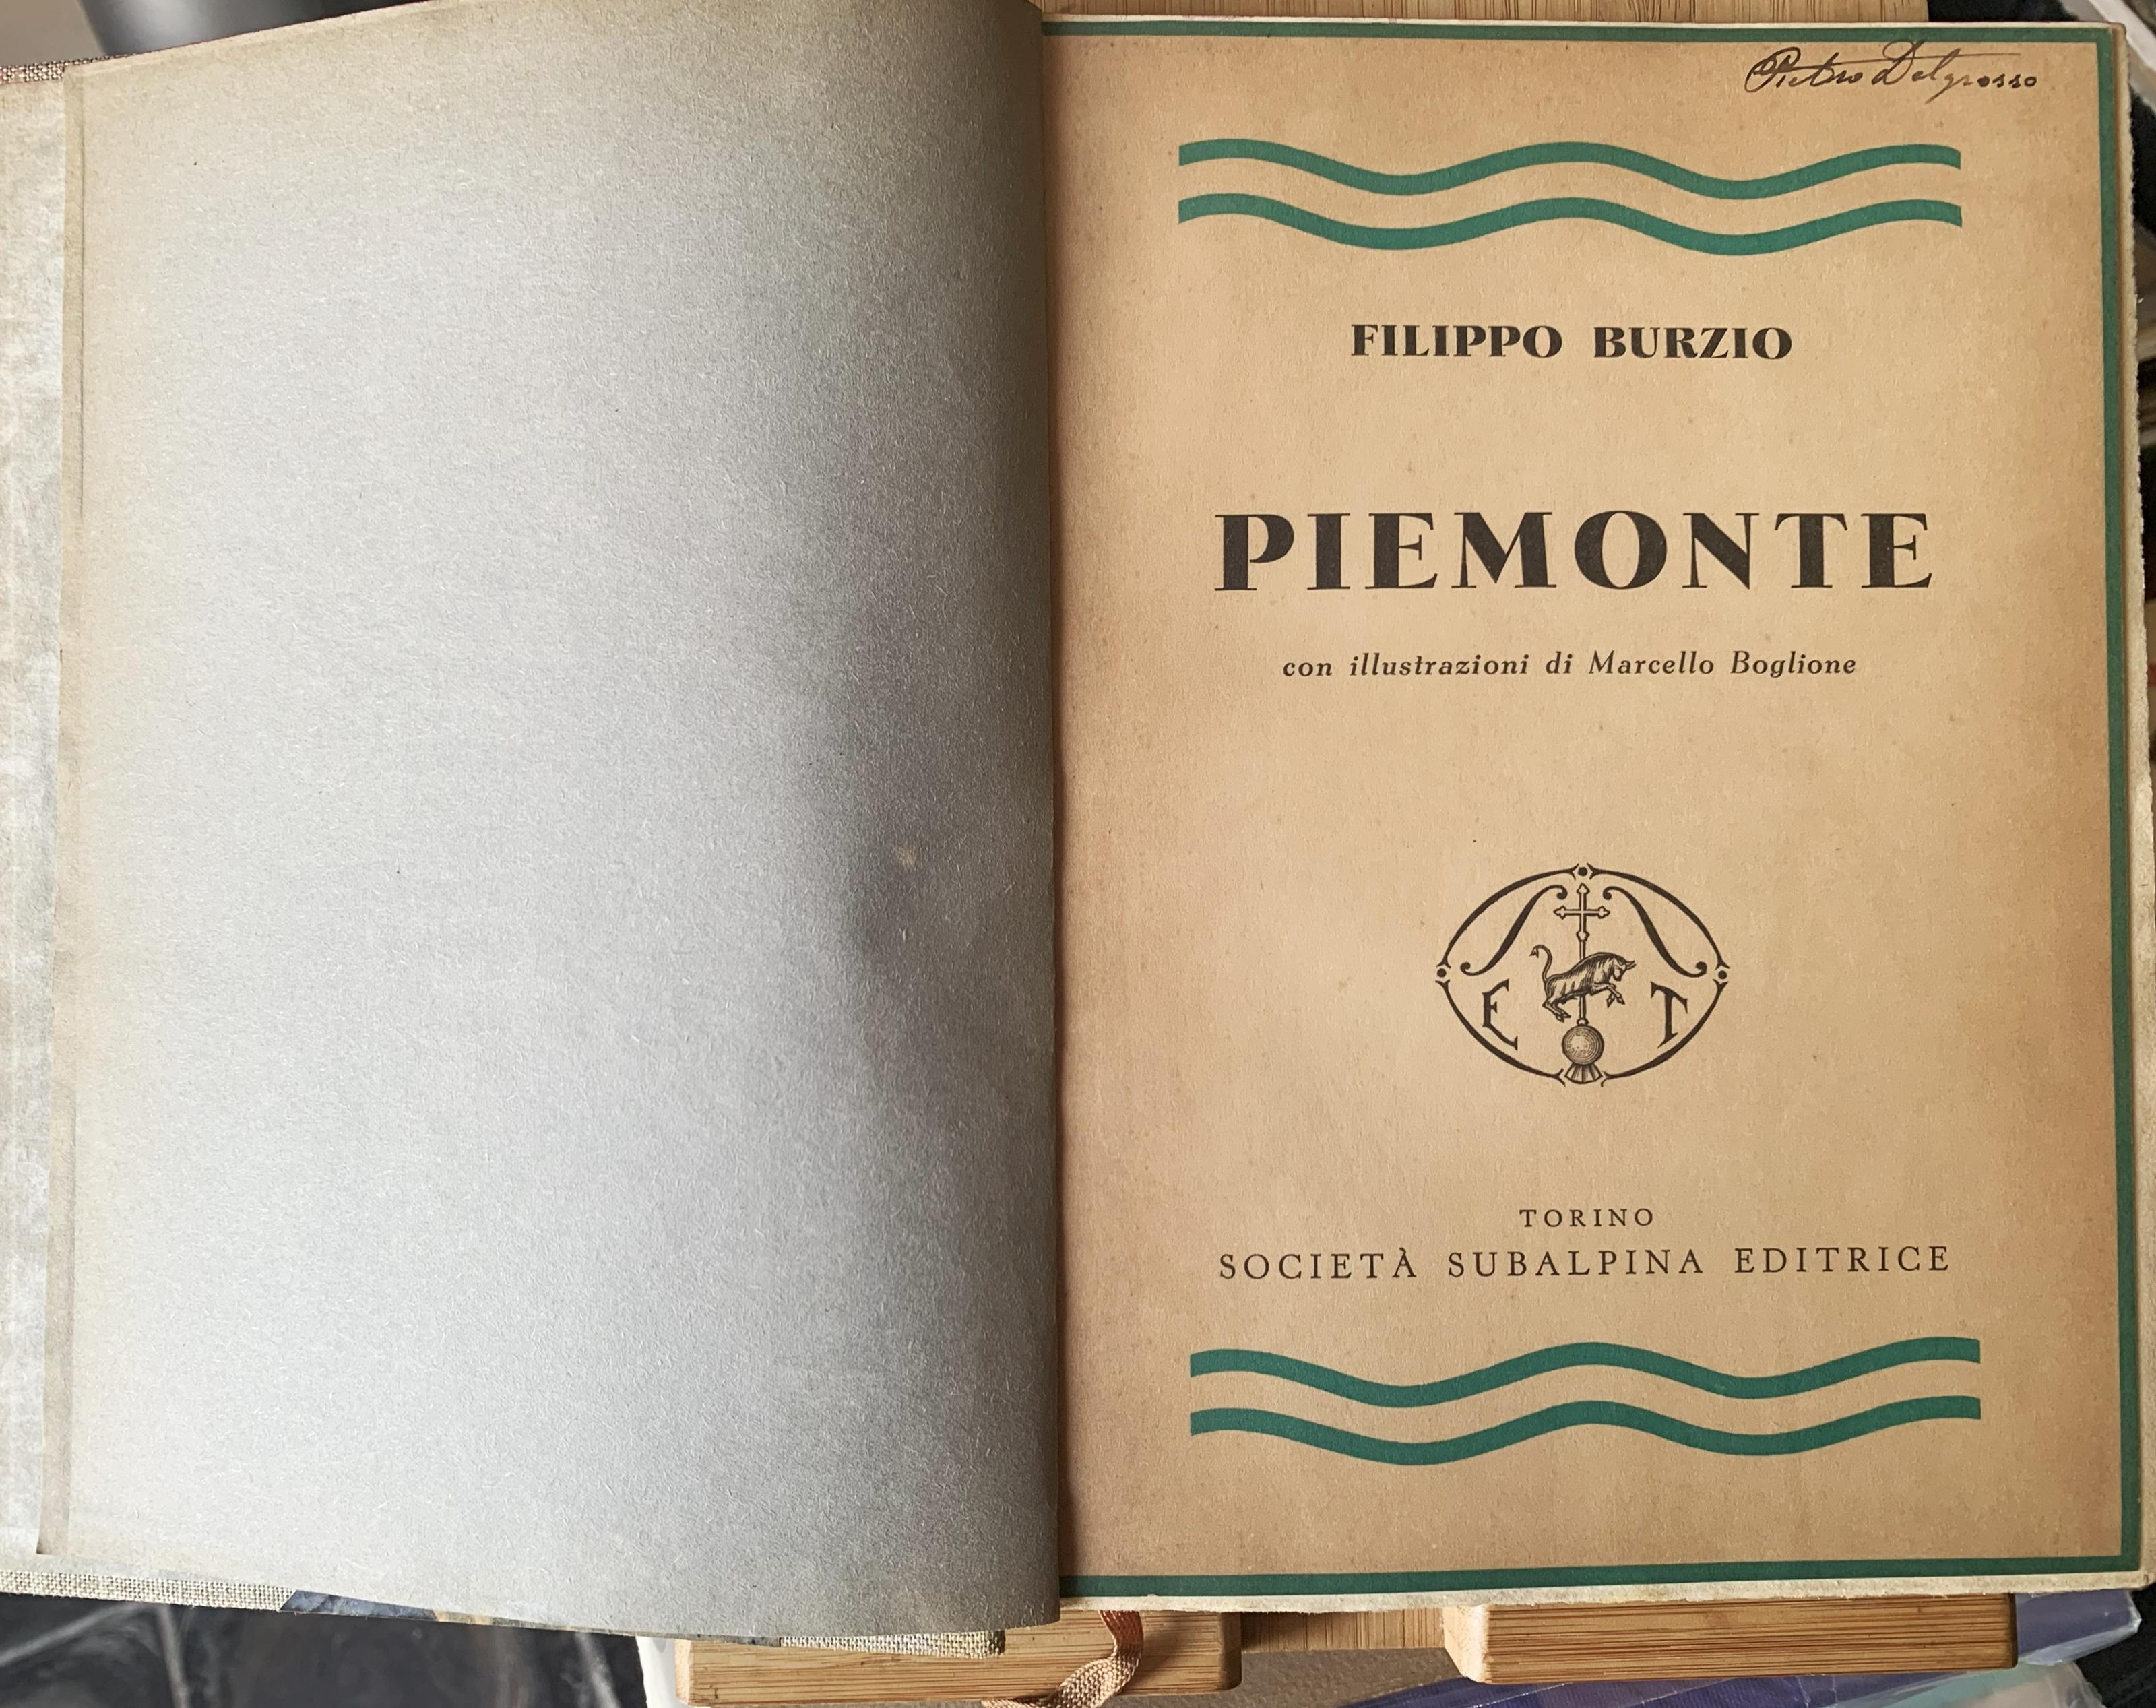 Pietro Delgrosso
FILIPPO BURZIO
PIEMONTE
con illustrazioni di Marcello Boglione
E T
TORINO
SOCIETÀ SUBALPINA EDITRICE